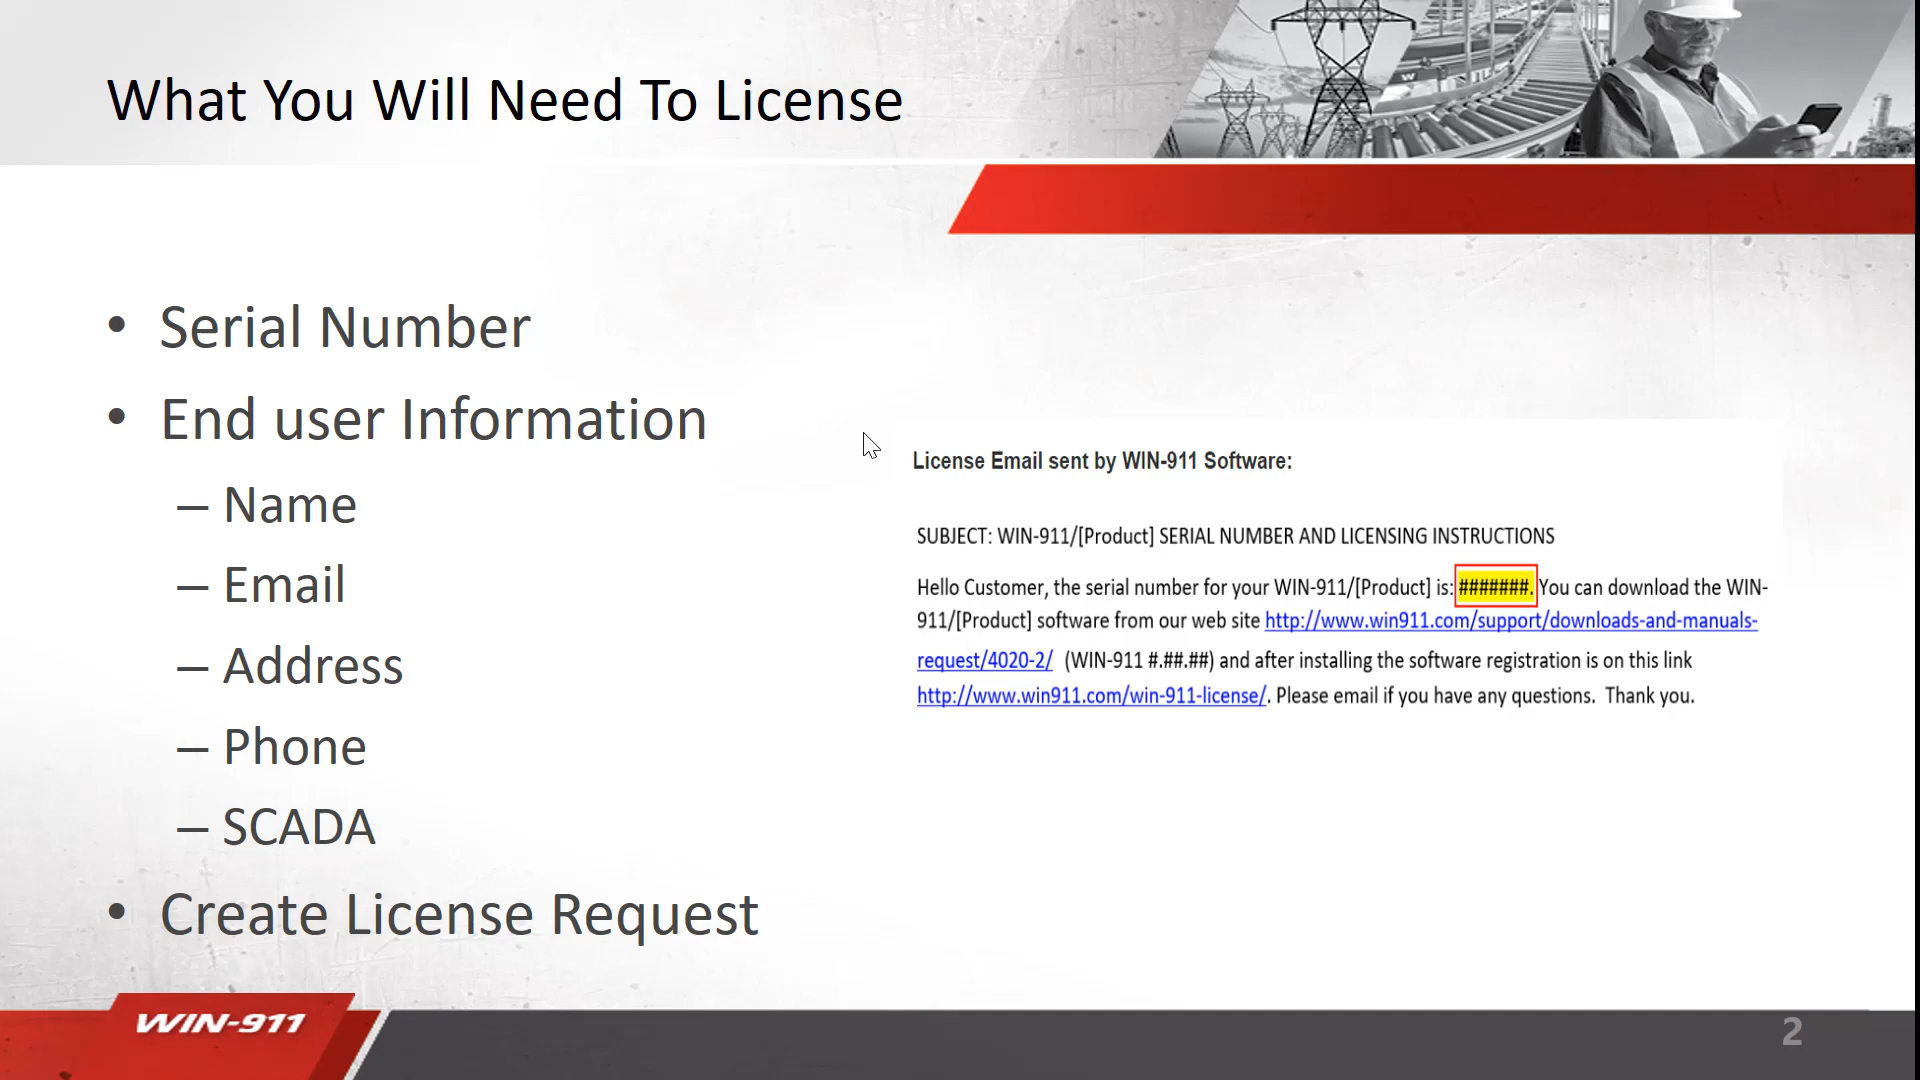 What You Will Need To License
• Serial Number
• End user Information
– Name
– Email
– Address
– Phone
– SCADA
• Create License Request
License Email sent by WIN-911 Software:
SUBJECT: WIN-911/[Product] SERIAL NUMBER AND LICENSING INSTRUCTIONS
Hello Customer, the serial number for your WIN-911/[Product] is: #######. You can download the WIN-
911/[Product] software from our web site http://www.win911.com/support/downloads-and-manuals-
request/4020-2/ (WIN-911 #.##.##) and after installing the software registration is on this link
http://www.win911.com/win-911-license/. Please email if you have any questions. Thank you.
WIN-911
2